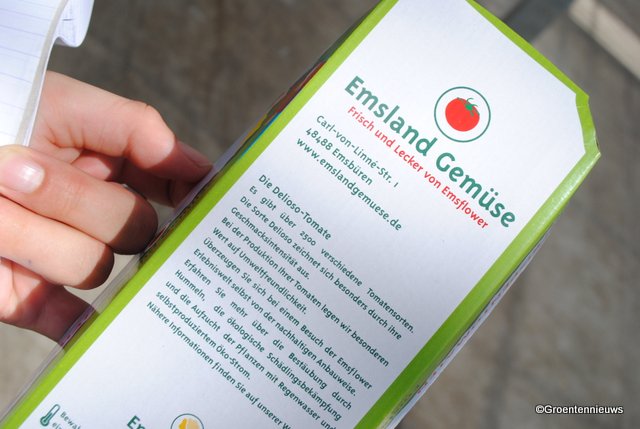 Emsland Gemüse
Frisch und Lecker von Emsflower
Carl-von-Linné-Str. 1
48488 Emsbüren
www.emslandgemuese.de
Die Delioso-Tomate
Es gibt über 2500 verschiedene Tomatensorten.
Die Sorte Delioso zeichnet sich besonders durch ihre
Geschmacksintensität aus.
Bei der Produktion Ihrer Tomaten legen wir besonderen
Wert auf Umweltfreundlichkeit.
Überzeugen Sie sich bei einem Besuch der Emsflower
Erlebniswelt selbst von der nachhaltigen Anbauweise.
Erfahren Sie mehr über die Bestäubung durch
Hummeln, die ökologische Schädlingsbekämpfung
und die Aufzucht der Pflanzen mit Regenwasser und
selbstproduziertem Öko-Strom.
Nähere Informationen finden Sie auf unserer
©Groentennieuws